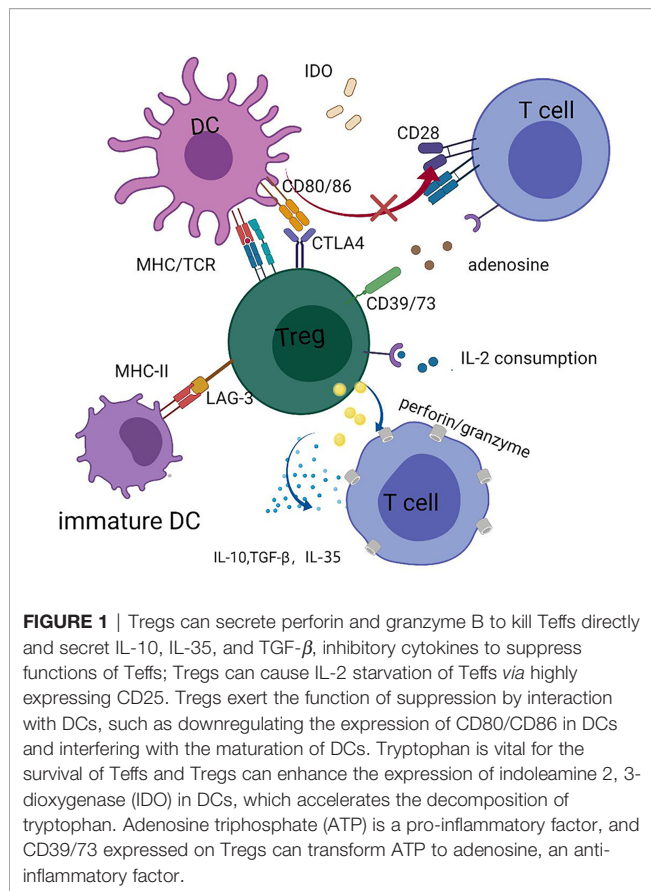 IDO
DC
T cell
CD28
CD80/86
CTLA4
MHC/TCR
adenosine
CD39/73
Treg
IL-2 consumption
MHC-II
LAG-3
perforin/granzyme
T cell
immature DC
IL-10,TGF-β, IL-35
FIGURE 1 | Tregs can secrete perforin and granzyme B to kill Teffs directly
and secret IL-10, IL-35, and TGF-β, inhibitory cytokines to suppress
functions of Teffs; Tregs can cause IL-2 starvation of Teffs via highly
expressing CD25. Tregs exert the function of suppression by interaction
with DCs, such as downregulating the expression of CD80/CD86 in DCs
and interfering with the maturation of DCs. Tryptophan is vital for the
survival of Teffs and Tregs can enhance the expression of indoleamine 2, 3-
dioxygenase (IDO) in DCs, which accelerates the decomposition of
tryptophan. Adenosine triphosphate (ATP) is a pro-inflammatory factor, and
CD39/73 expressed on Tregs can transform ATP to adenosine, an anti-
inflammatory factor.